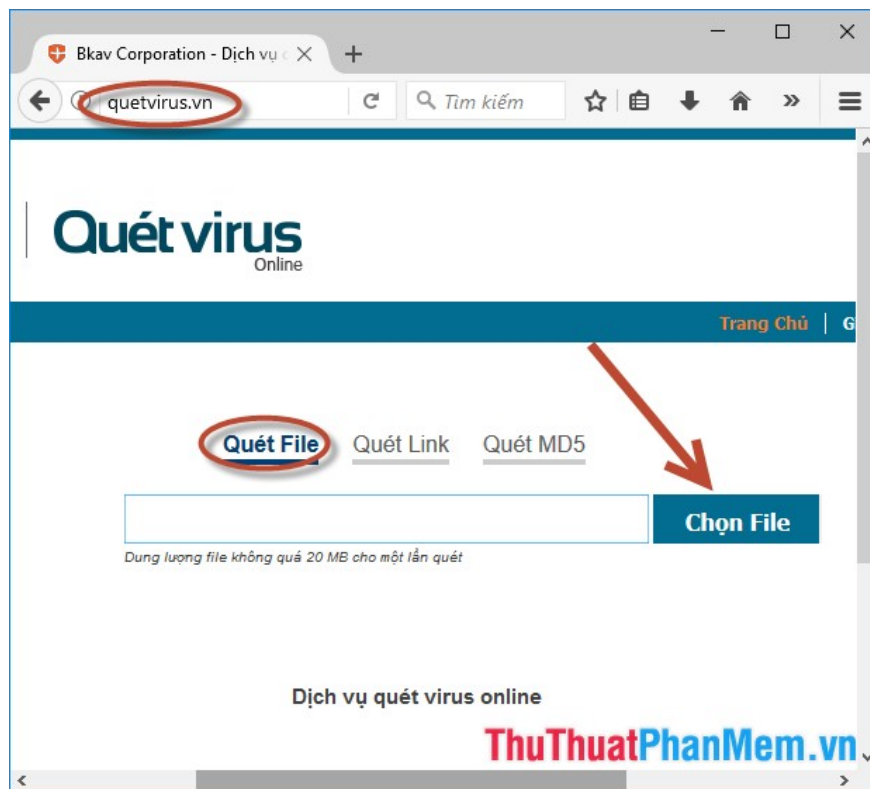 Bkav Corporation - Dịch vụ
quetvirus.vn
Tìm kiếm
Quét virus
Online
Trang Chủ | G
Quét File Quét Link Quét MD5
Chọn File
Dung lượng file không quá 20 MB cho một lần quét
Dịch vụ quét virus online
ThuThuatPhanMem.vn